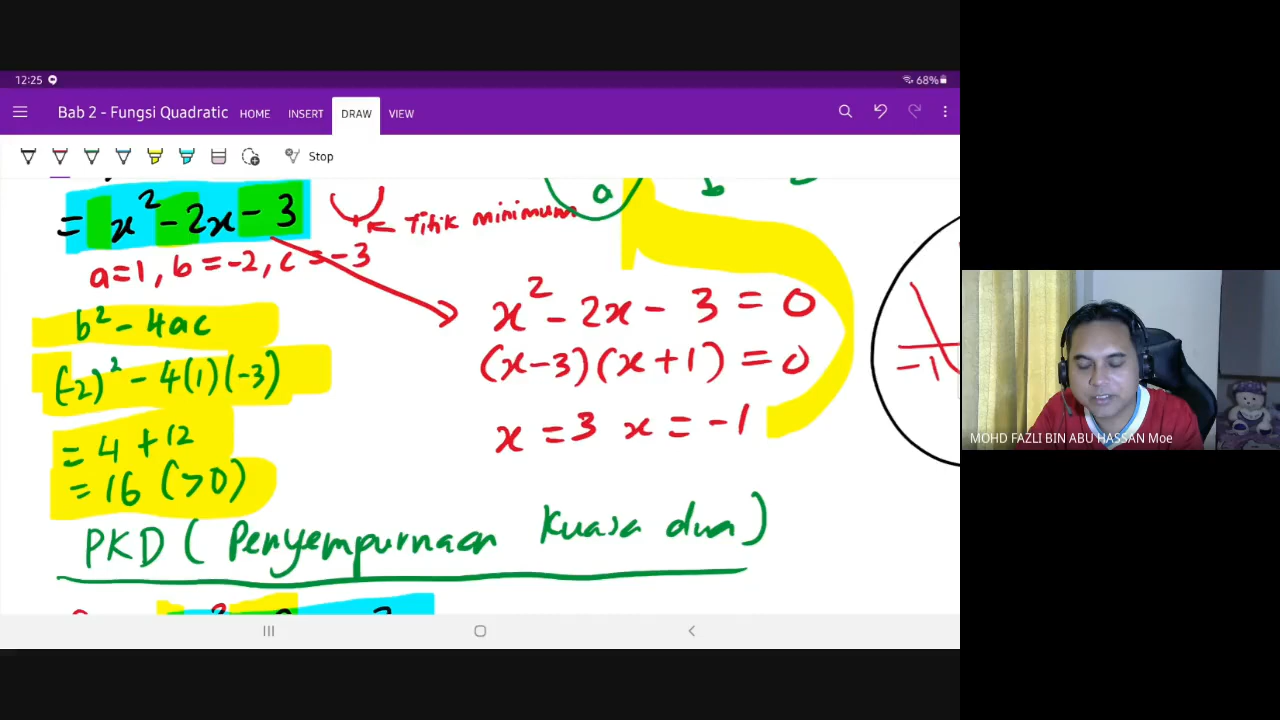 12:25 68%
Bab 2 - Fungsi Quadratic HOME INSERT DRAW VIEW
Stop
a
= x² - 2x - 3
Titik minimum
a=1, b=-2, c=-3
b² - 4ac
(-2)² - 4(1)(-3)
= 4 + 12
= 16 (>0)
x² - 2x - 3 = 0
(x-3)(x+1) = 0
x = 3 x = -1
-1
PKD (Penyempurnaan Kuasa dua)
MOHD FAZLI BIN ABU HASSAN Moe